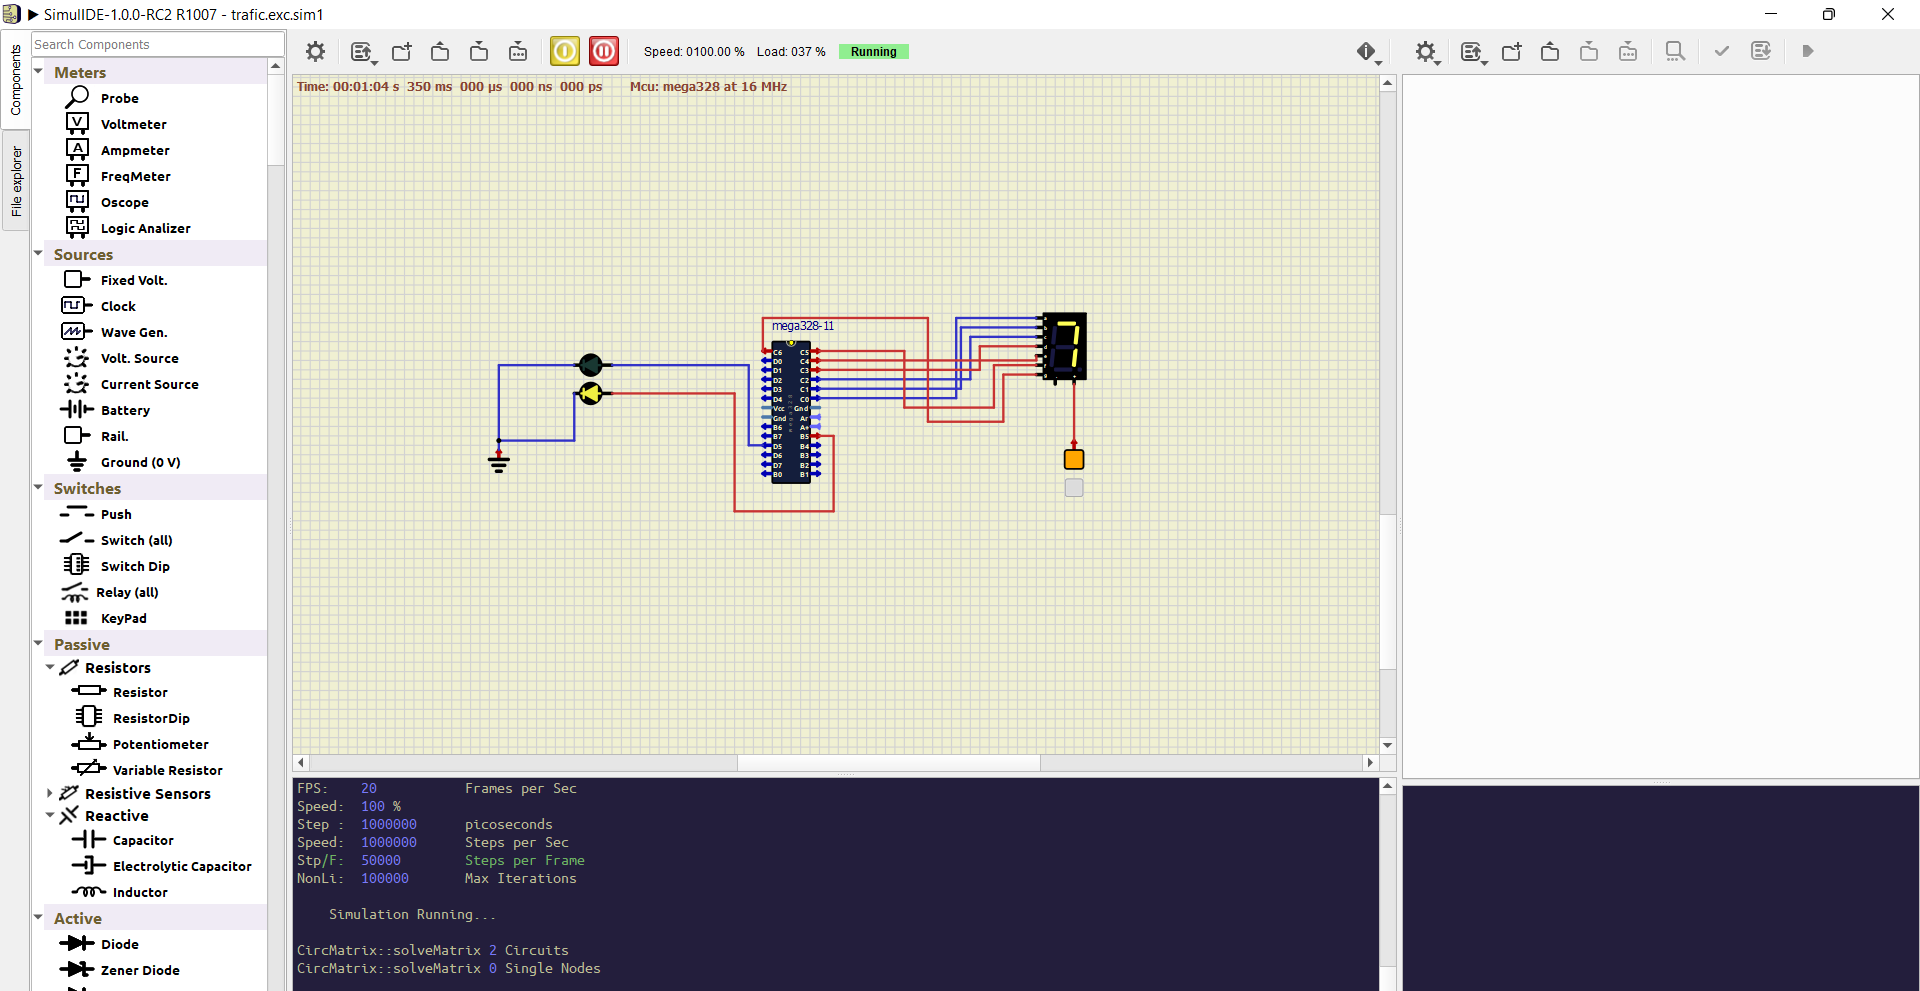 SimulIDE-1.0.0-RC2 R1007 - trafic.exc.sim1
Components
File explorer
Search Components
Meters
Probe
Voltmeter
Ampmeter
FreqMeter
Oscope
Logic Analizer
Sources
Fixed Volt.
Clock
Wave Gen.
Volt. Source
Current Source
Battery
Rail.
Ground (0 V)
Switches
Push
Switch (all)
Switch Dip
Relay (all)
KeyPad
Passive
Resistors
Resistor
ResistorDip
Potentiometer
Variable Resistor
Resistive Sensors
Reactive
Capacitor
Electrolytic Capacitor
Inductor
Active
Diode
Zener Diode
Speed: 0100.00 % Load: 037 % Running
Time: 00:01:04 s 350 ms 000 µs 000 ns 000 ps Mcu: mega328 at 16 MHz
mega328-11
C6 C5
D0 C4
D1 C3
D2 C2
D3 C1
D4 C0
Vcc Gnd
Gnd Ar
B6 A+
B7 B5
D5 B4
D6 B3
D7 B2
B0 B1
FPS: 20 Frames per Sec
Speed: 100 %
Step : 1000000 picoseconds
Speed: 1000000 Steps per Sec
Stp/F: 50000 Steps per Frame
NonLi: 100000 Max Iterations
Simulation Running...
CircMatrix::solveMatrix 2 Circuits
CircMatrix::solveMatrix 0 Single Nodes